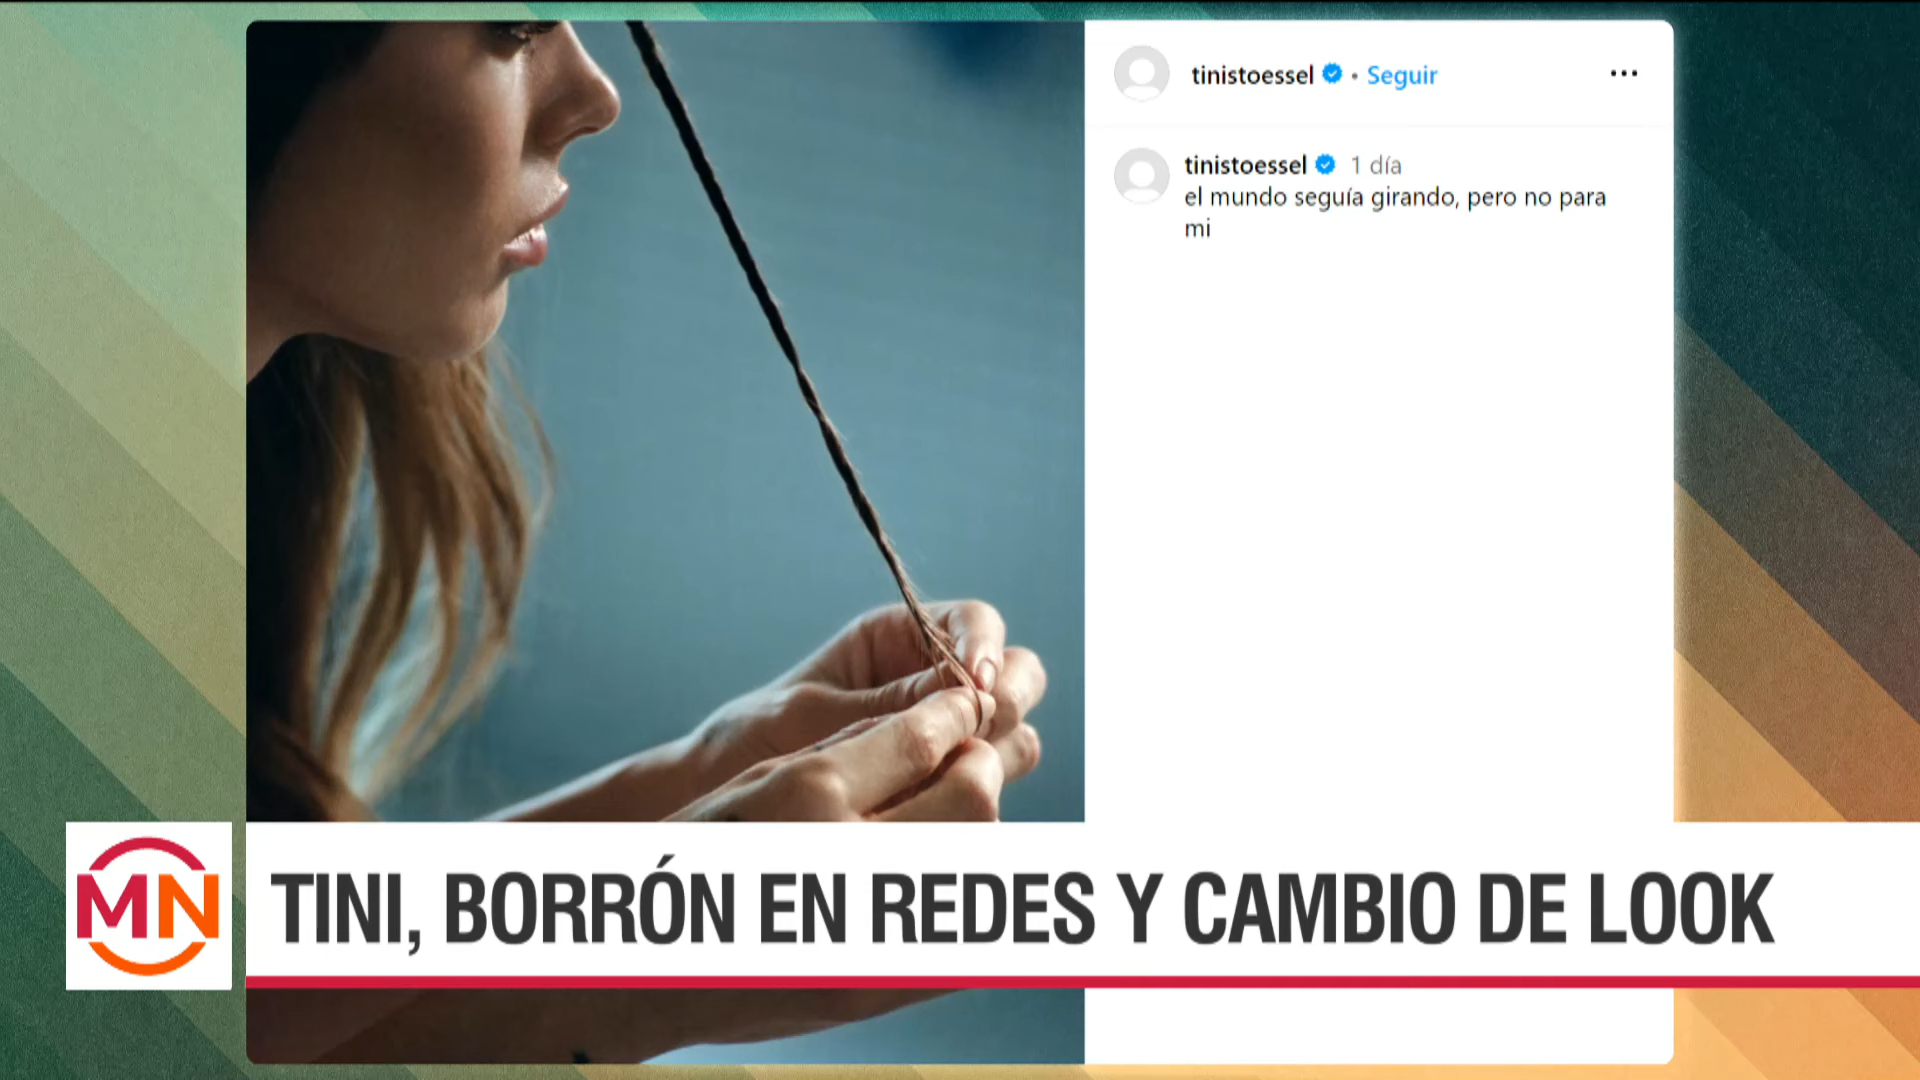 tinistoessel • Seguir
tinistoessel 1 día
el mundo seguía girando, pero no para
mi
MN
TINI, BORRÓN EN REDES Y CAMBIO DE LOOK